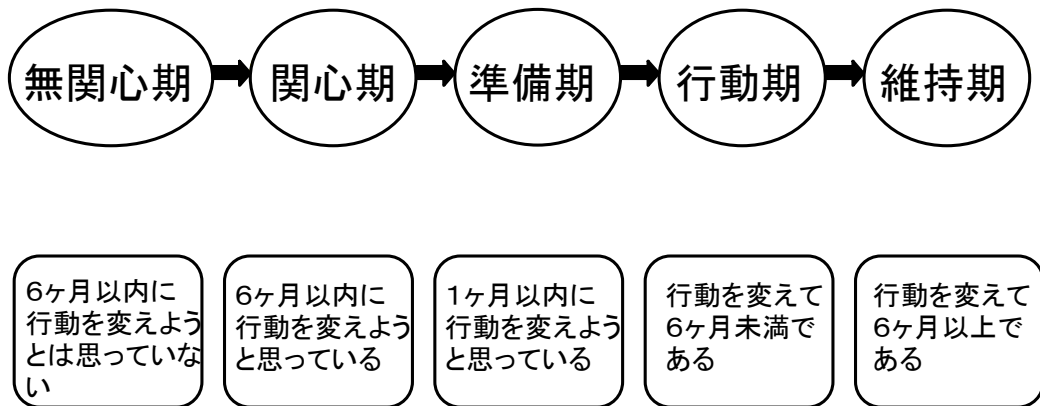 無関心期
関心期
準備期
行動期
維持期
6ヶ月以内に
行動を変えよう
とは思っていな
い
6ヶ月以内に
行動を変えよう
と思っている
1ヶ月以内に
行動を変えよう
と思っている
行動を変えて
6ヶ月未満で
ある
行動を変えて
6ヶ月以上で
ある